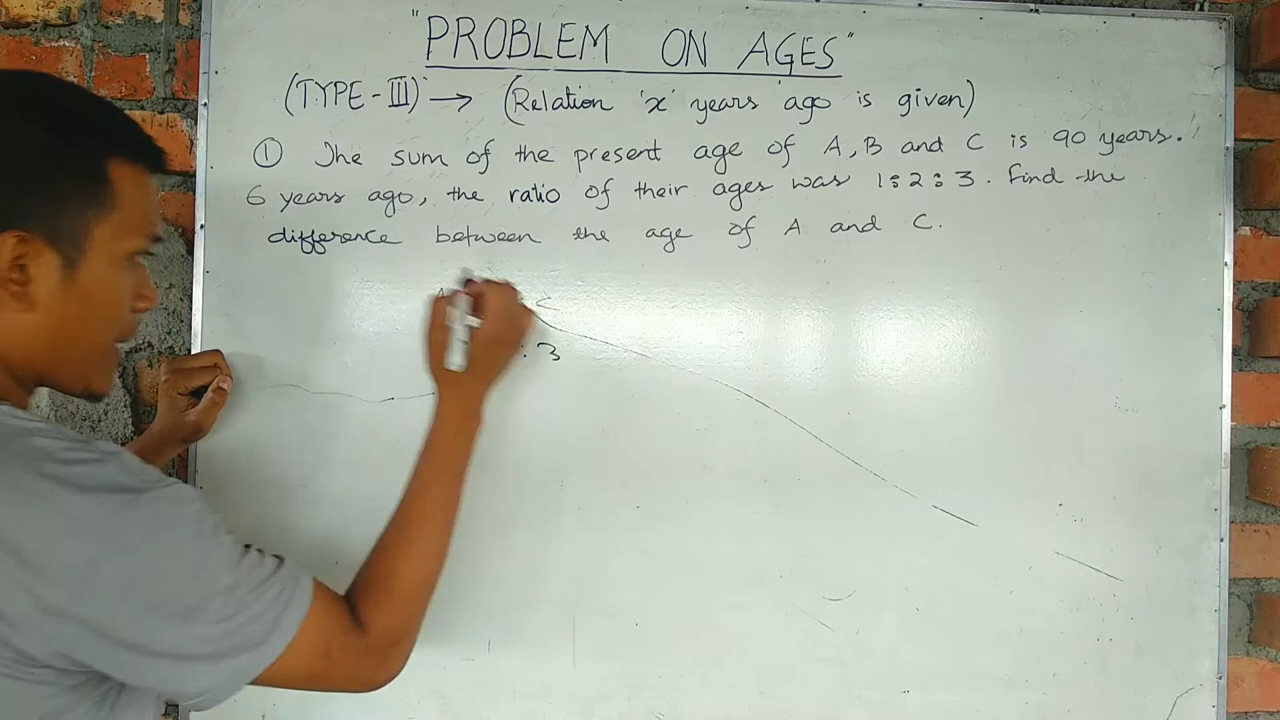 "PROBLEM ON AGES"
(TYPE-III) → (Relation 'x' years ago is given)
① The sum of the present age of A, B and C is 90 years.
6 years ago, the ratio of their ages was 1:2:3. Find the
difference between the age of A and C.
A C
: 3